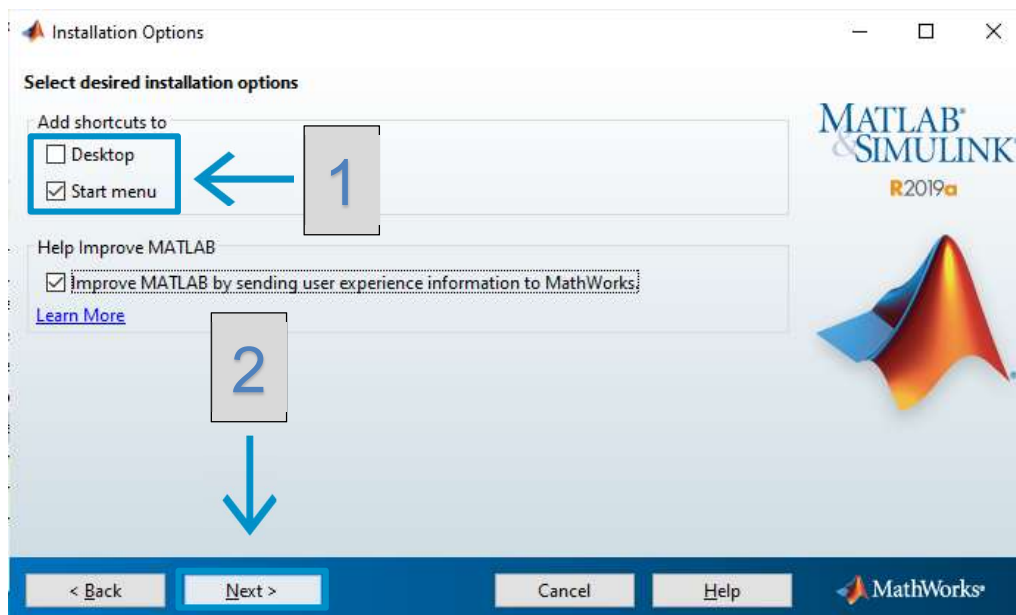 Installation Options
Select desired installation options
Add shortcuts to
Desktop
Start menu
1
MATLAB®
&SIMULINK®
R2019a
Help Improve MATLAB
Improve MATLAB by sending user experience information to MathWorks.
Learn More
2
< Back
Next >
Cancel
Help
MathWorks®